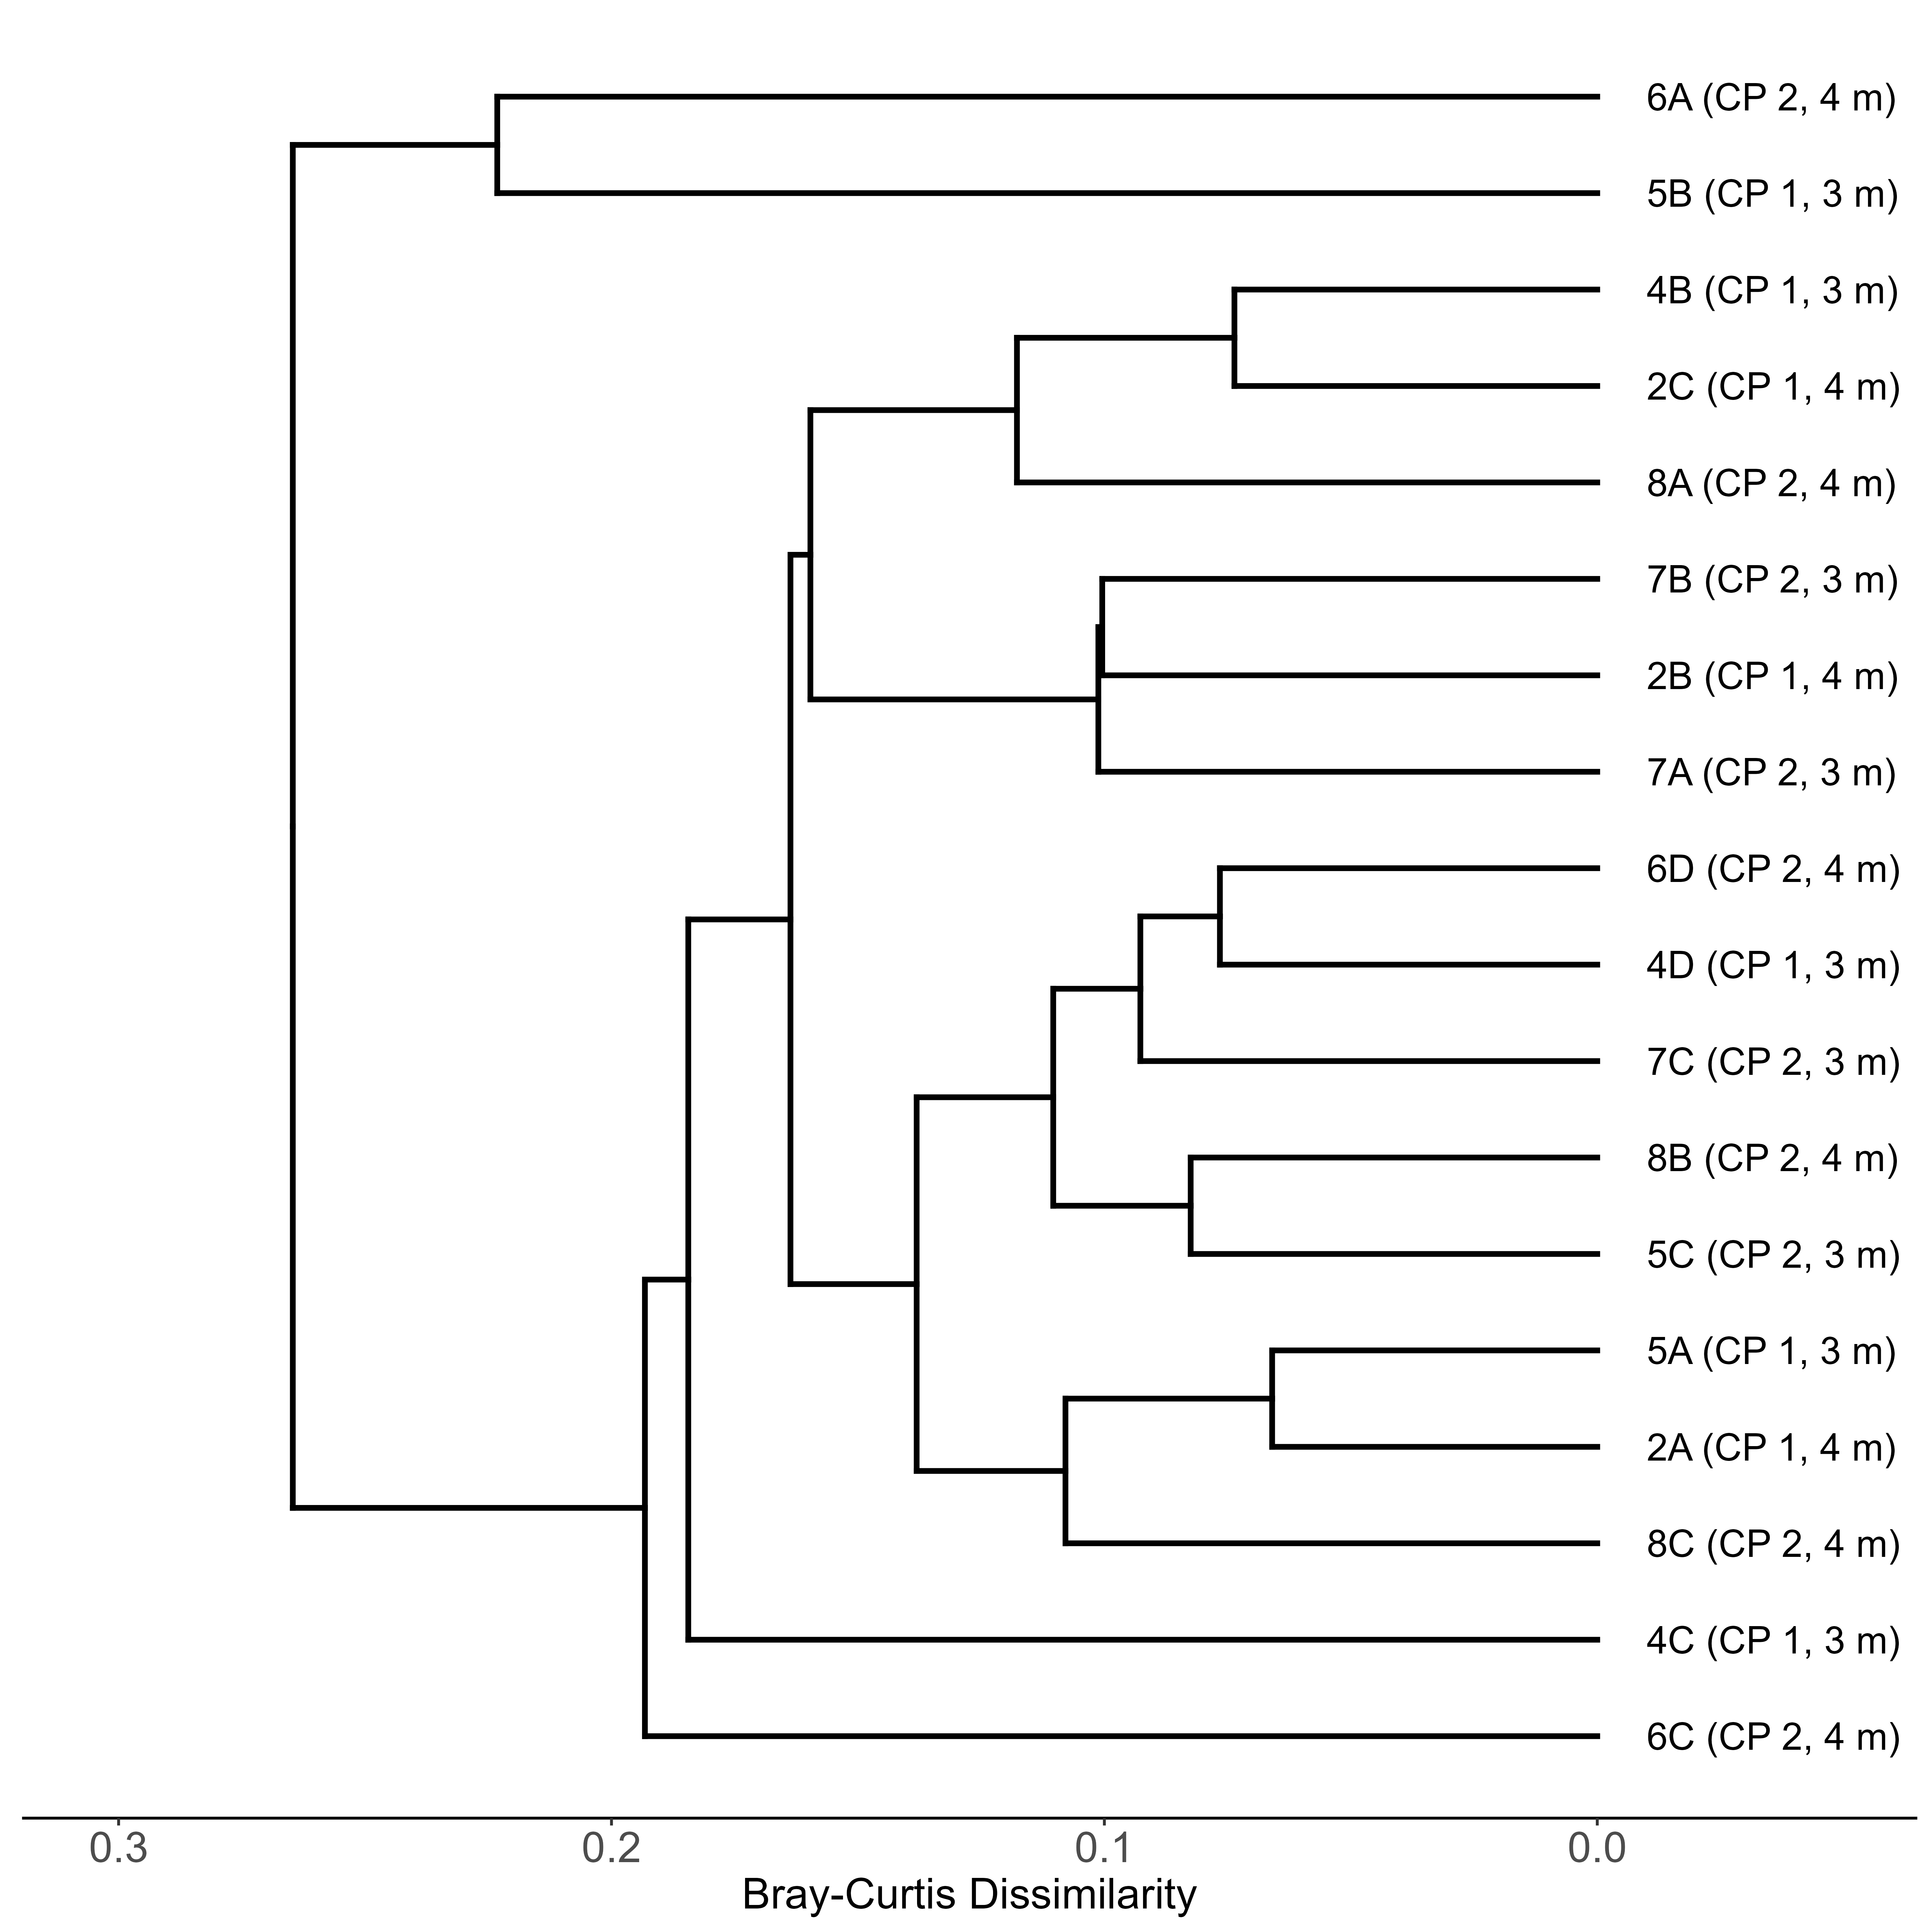 6A (CP 2, 4 m)
5B (CP 1, 3 m)
4B (CP 1, 3 m)
2C (CP 1, 4 m)
8A (CP 2, 4 m)
7B (CP 2, 3 m)
2B (CP 1, 4 m)
7A (CP 2, 3 m)
6D (CP 2, 4 m)
4D (CP 1, 3 m)
7C (CP 2, 3 m)
8B (CP 2, 4 m)
5C (CP 2, 3 m)
5A (CP 1, 3 m)
2A (CP 1, 4 m)
8C (CP 2, 4 m)
4C (CP 1, 3 m)
6C (CP 2, 4 m)
0.3 0.2 0.1 0.0
Bray-Curtis Dissimilarity